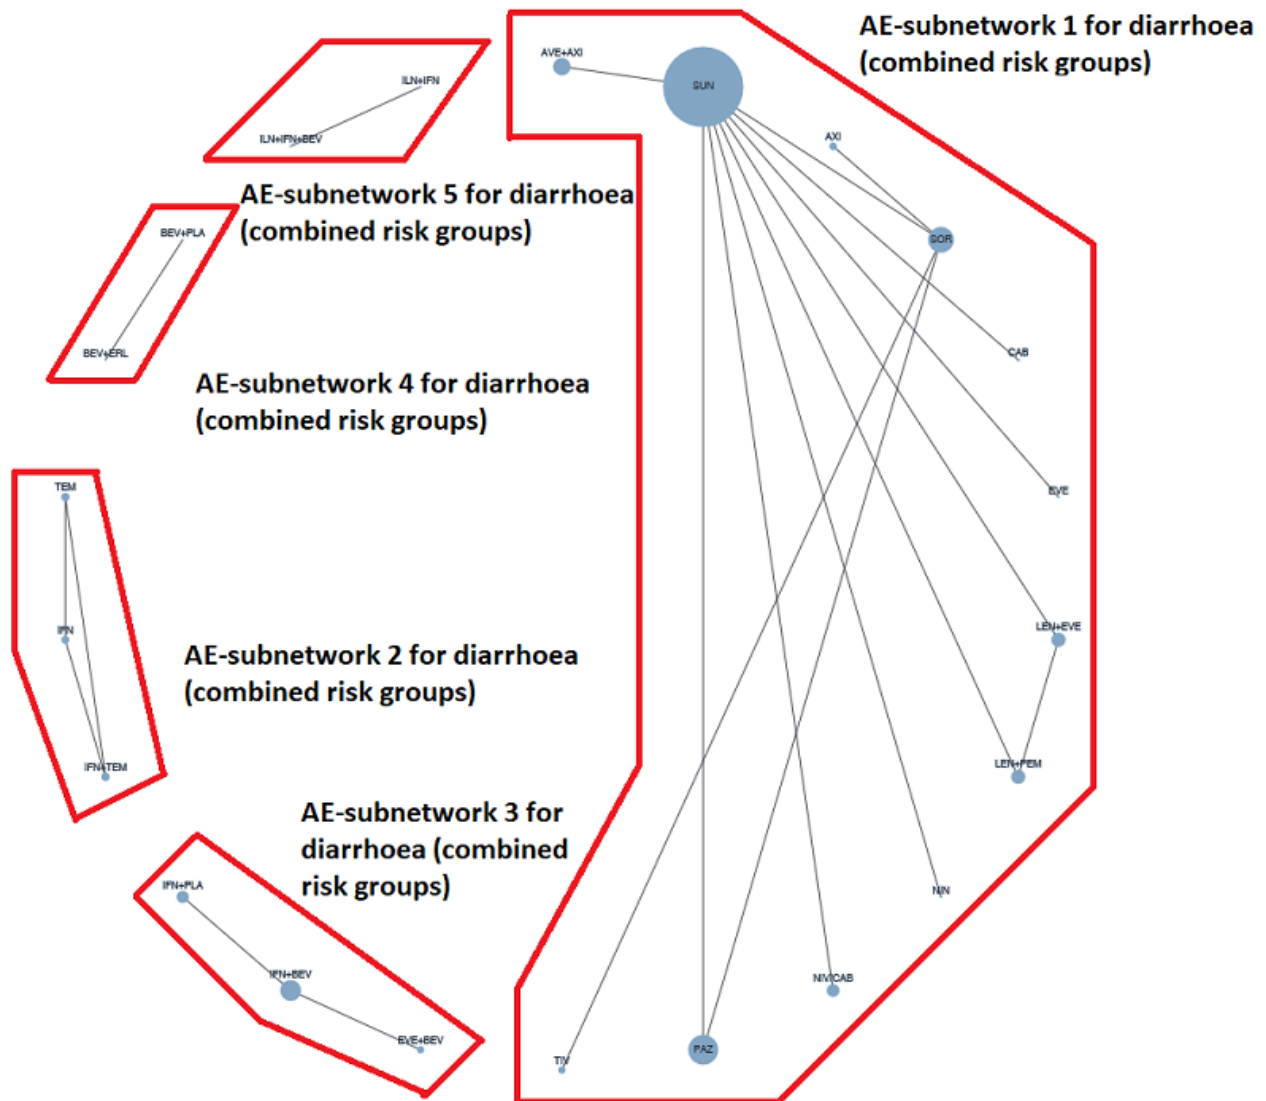 AE-subnetwork 1 for diarrhoea
(combined risk groups)
AVE+AXI
SUN
ILN+IFN
ILN+IFN+BEV
AXI
AE-subnetwork 5 for diarrhoea
(combined risk groups)
BEV+PLA
SOR
BEV+ERL
CAB
AE-subnetwork 4 for diarrhoea
(combined risk groups)
TEM
EVE
IFN
LEN+EVE
AE-subnetwork 2 for diarrhoea
(combined risk groups)
IFN+TEM
LEN+PEM
AE-subnetwork 3 for
diarrhoea (combined
risk groups)
IFN+PLA
NIN
IFN+BEV
NIVICAB
EVE+BEV
PAZ
TIV